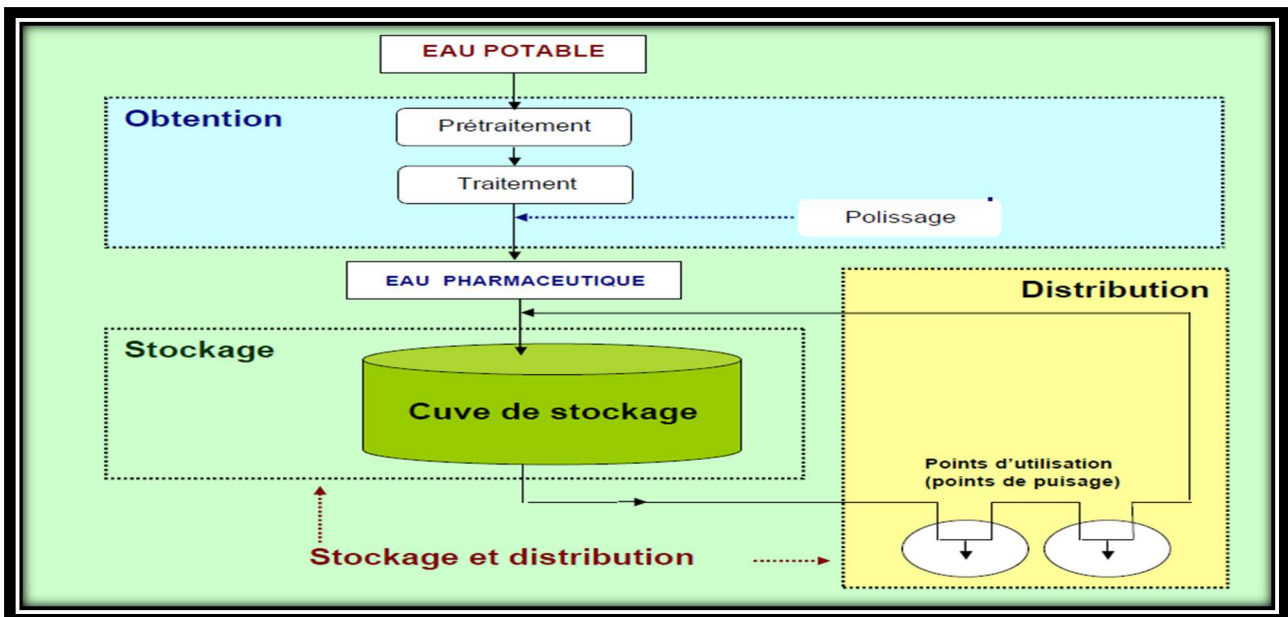 EAU POTABLE
Obtention
Prétraitement
Traitement
Polissage
EAU PHARMACEUTIQUE
Distribution
Stockage
Cuve de stockage
Points d'utilisation
(points de puisage)
Stockage et distribution